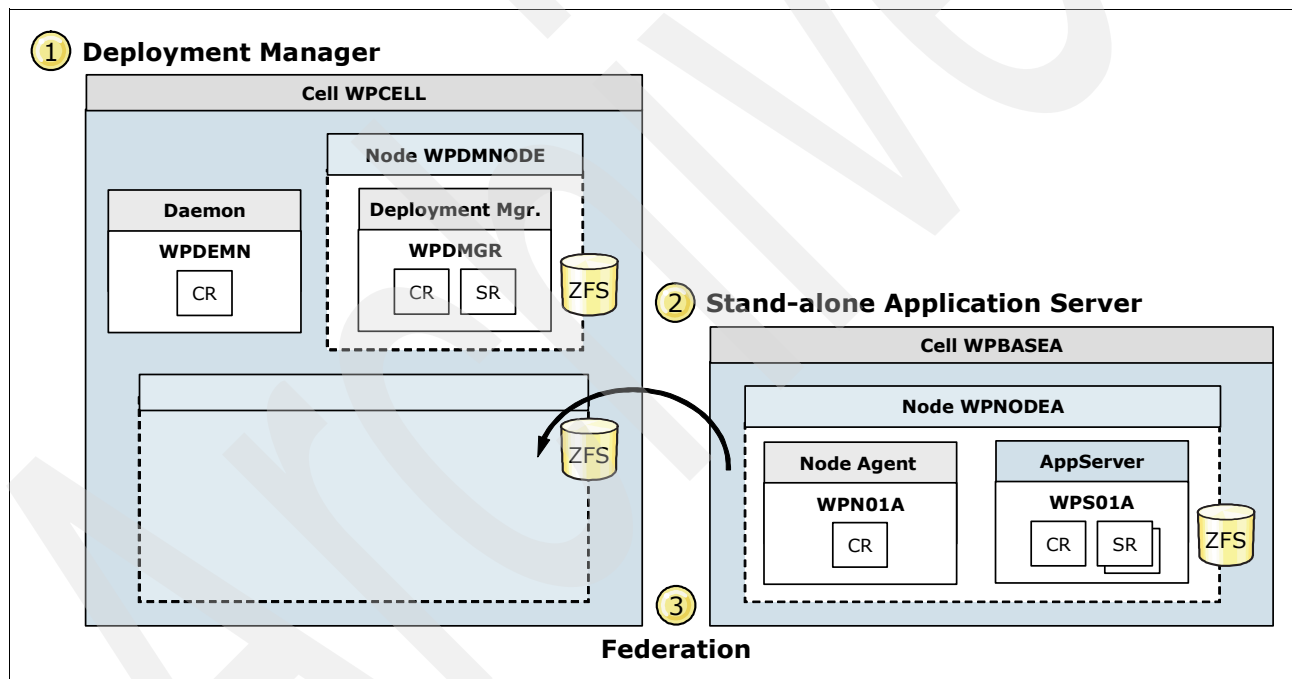 1 Deployment Manager
Cell WPCELL
Node WPDMNODE
Daemon
WPDEMN
CR
Deployment Mgr.
WPDMGR
CR SR
ZFS
ZFS
2 Stand-alone Application Server
Cell WPBASEA
Node WPNODEA
Node Agent
WPN01A
CR
AppServer
WPS01A
CR SR
ZFS
3
Federation